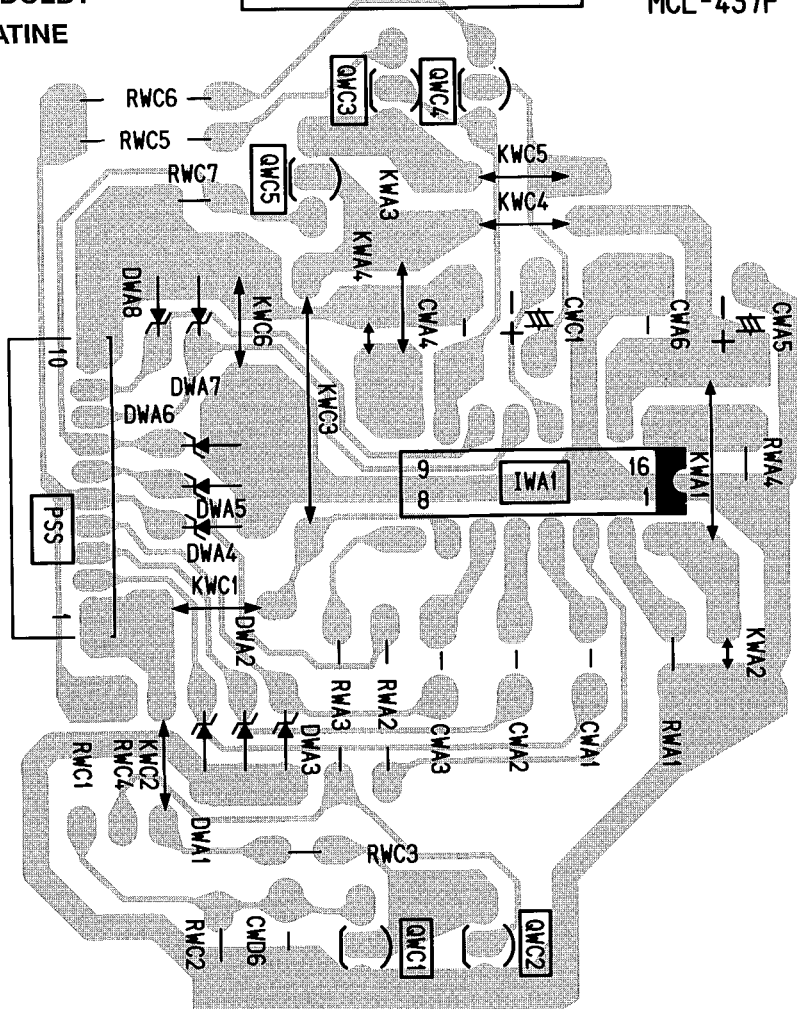 ATINE
RWC6
QWC3
QWC4
RWC5
KWC5
RWC7
QWC5
KWA3
KWC4
KWA4
DWA8
KWC6
CWA4
CWC1
CWA6
CWA5
10
DWA7
DWA6
KWC3
9
16
IWA1
KWA1
RWA4
8
1
DWA5
PSS
DWA4
KWC1
1
DWA2
KWA2
RWA3
RWA2
CWA3
CWA2
CWA1
RWA1
RWC1
RWC4
KWC2
DWA3
DWA1
RWC3
RWC2
CWD6
QWC1
QWC2